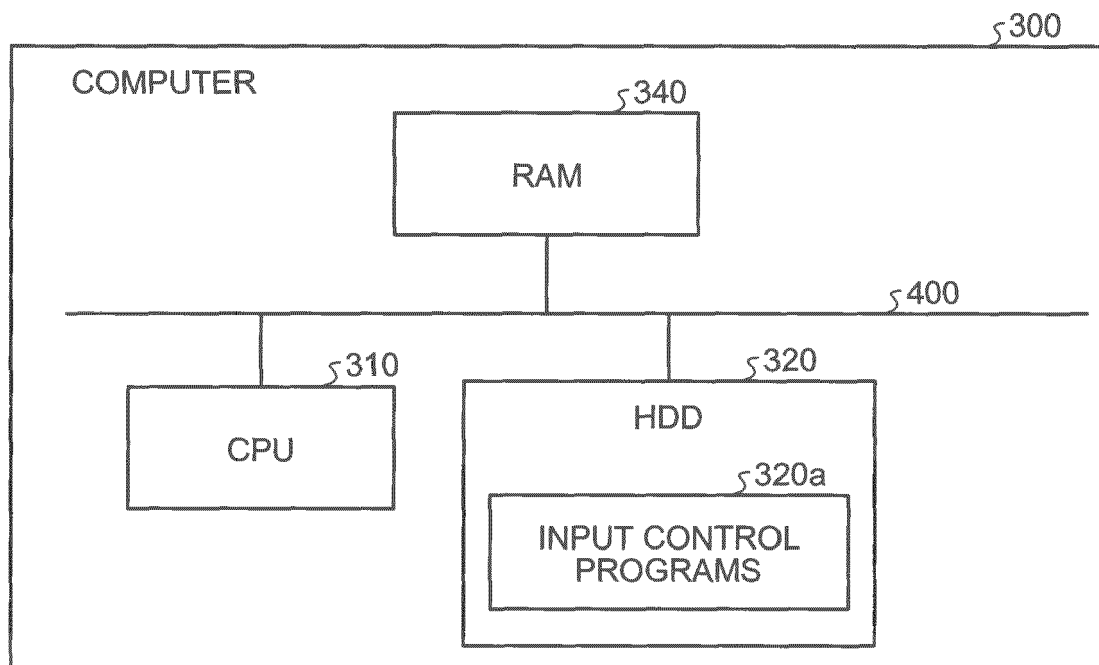 300
COMPUTER
340
RAM
400
310
CPU
320
HDD
320a
INPUT CONTROL
PROGRAMS